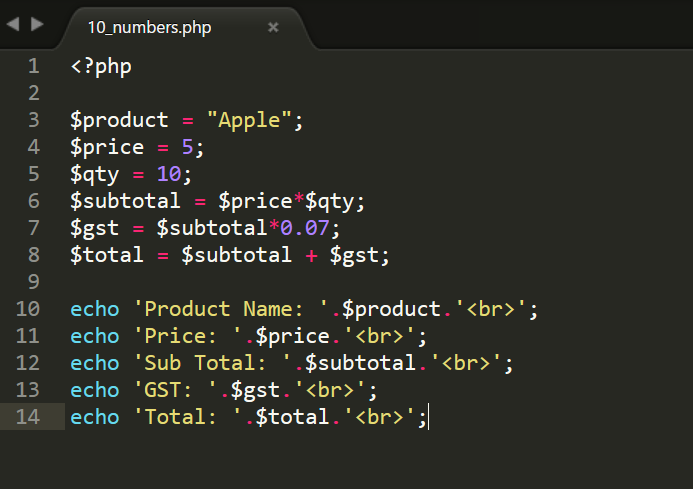 10_numbers.php ×
1 <?php
2
3 $product = "Apple";
4 $price = 5;
5 $qty = 10;
6 $subtotal = $price*$qty;
7 $gst = $subtotal*0.07;
8 $total = $subtotal + $gst;
9
10 echo 'Product Name: '.$product.'<br>';
11 echo 'Price: '.$price.'<br>';
12 echo 'Sub Total: '.$subtotal.'<br>';
13 echo 'GST: '.$gst.'<br>';
14 echo 'Total: '.$total.'<br>';